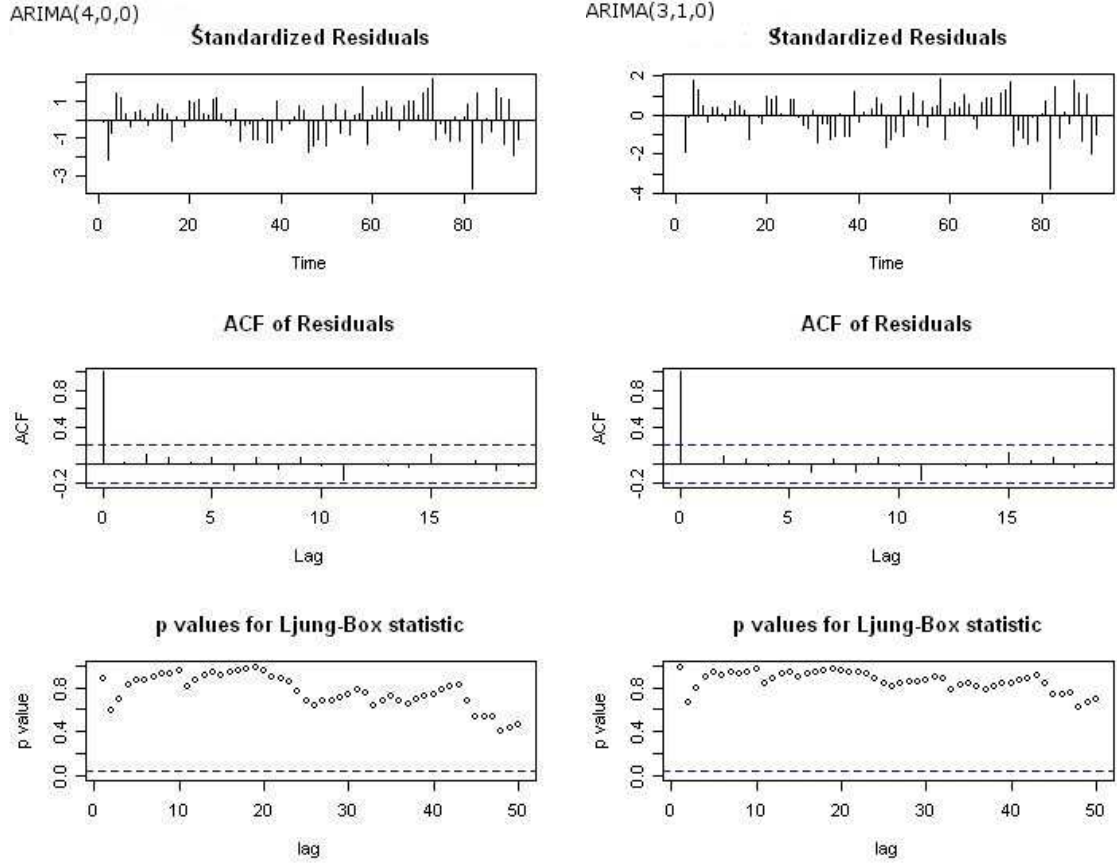 ARIMA(4,0,0)
Standardized Residuals
1
-1
-3
0 20 40 60 80
Time
ACF of Residuals
ACF
0.8
0.4
-0.2
0 5 10 15
Lag
p values for Ljung-Box statistic
p value
0.8
0.4
0.0
0 10 20 30 40 50
lag
ARIMA(3,1,0)
Standardized Residuals
2
0
-2
-4
0 20 40 60 80
Time
ACF of Residuals
ACF
0.8
0.4
-0.2
0 5 10 15
Lag
p values for Ljung-Box statistic
p value
0.8
0.4
0.0
0 10 20 30 40 50
lag